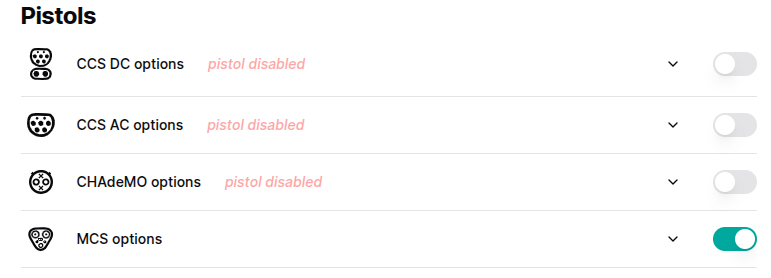 Pistols
CCS DC options pistol disabled
CCS AC options pistol disabled
CHAdeMO options pistol disabled
MCS options